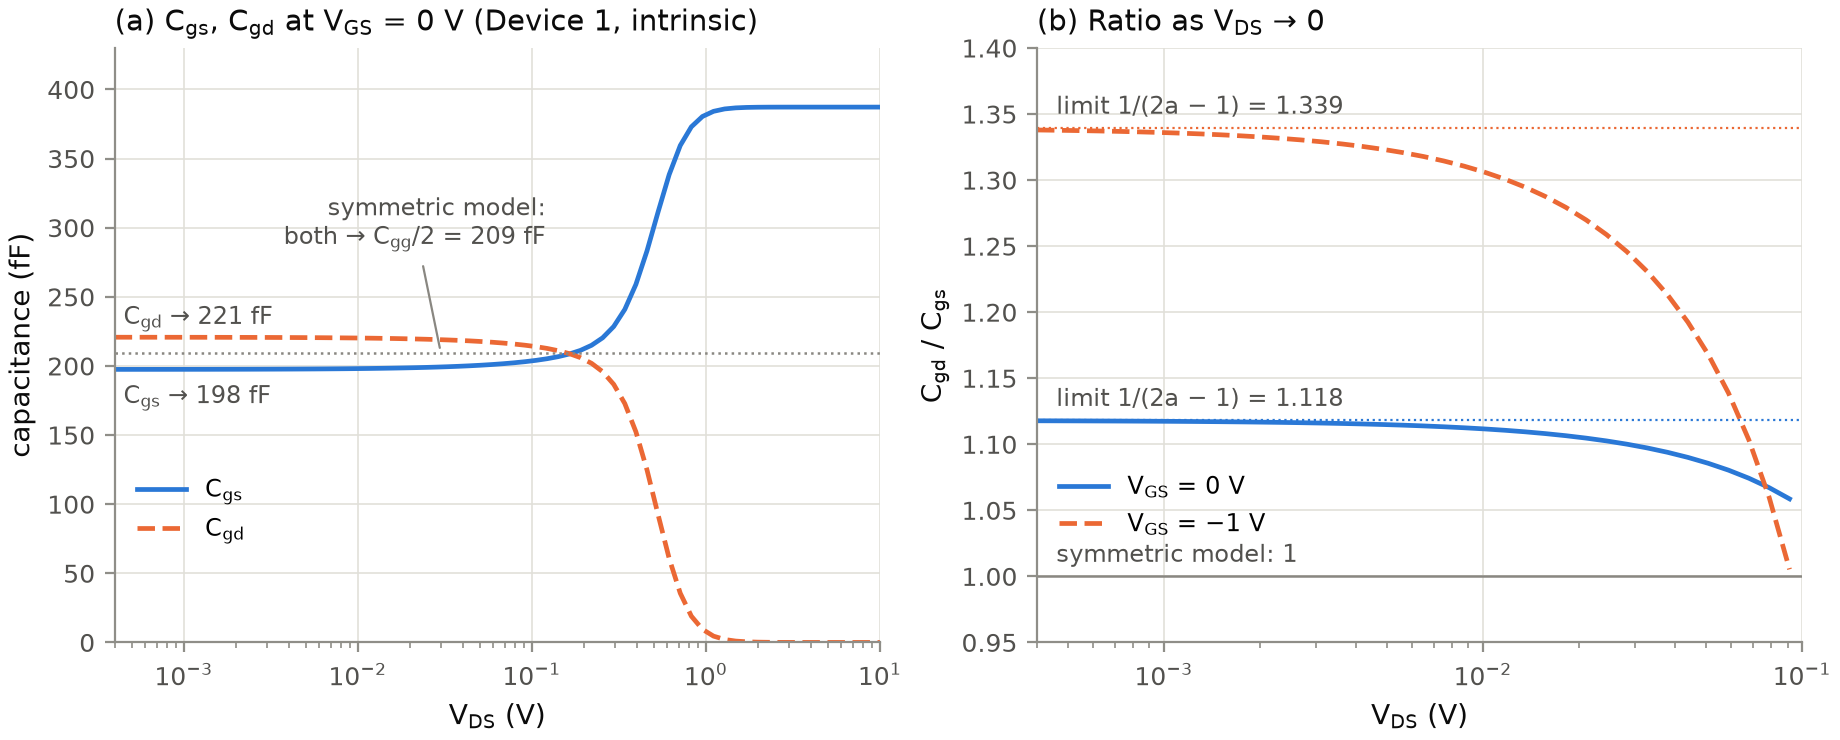 (a) Cgs, Cgd at VGS = 0 V (Device 1, intrinsic)
capacitance (fF)
400
350
300
250
200
150
100
50
0
symmetric model:
both → Cgg/2 = 209 fF
Cgd → 221 fF
Cgs → 198 fF
Cgs
Cgd
10⁻³
10⁻²
10⁻¹
10⁰
10¹
VDS (V)
(b) Ratio as VDS → 0
Cgd / Cgs
1.40
1.35
1.30
1.25
1.20
1.15
1.10
1.05
1.00
0.95
limit 1/(2a − 1) = 1.339
limit 1/(2a − 1) = 1.118
VGS = 0 V
VGS = −1 V
symmetric model: 1
10⁻³
10⁻²
10⁻¹
VDS (V)